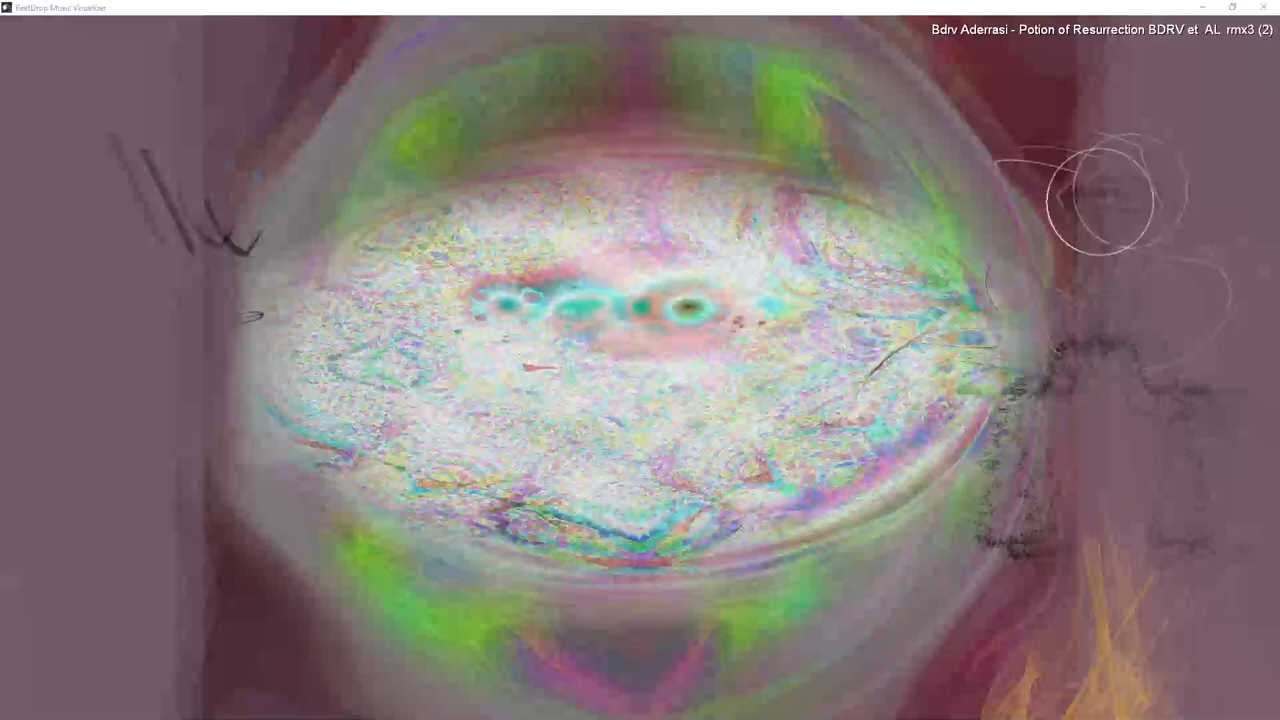 BeatDrop Music Visualizer
Bdrv Aderrasi - Potion of Resurrection BDRV et AL rmx3 (2)